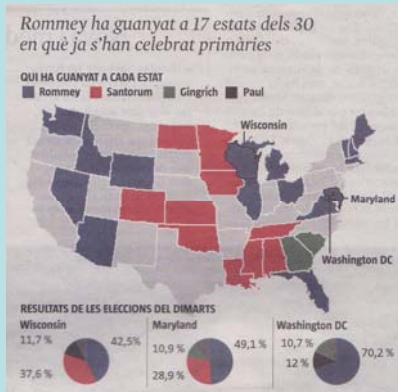 Rommey ha guanyat a 17 estats dels 30
en què ja s'han celebrat primàries
QUI HA GUANYAT A CADA ESTAT
Rommey Santorum Gingrich Paul
Wisconsin
Maryland
Washington DC
RESULTATS DE LES ELECCIONS DEL DIMARTS
Wisconsin Maryland Washington DC
11,7 % 42,5% 10,9 % 49,1 % 10,7 % 70,2 %
37,6 % 28,9 % 12 %